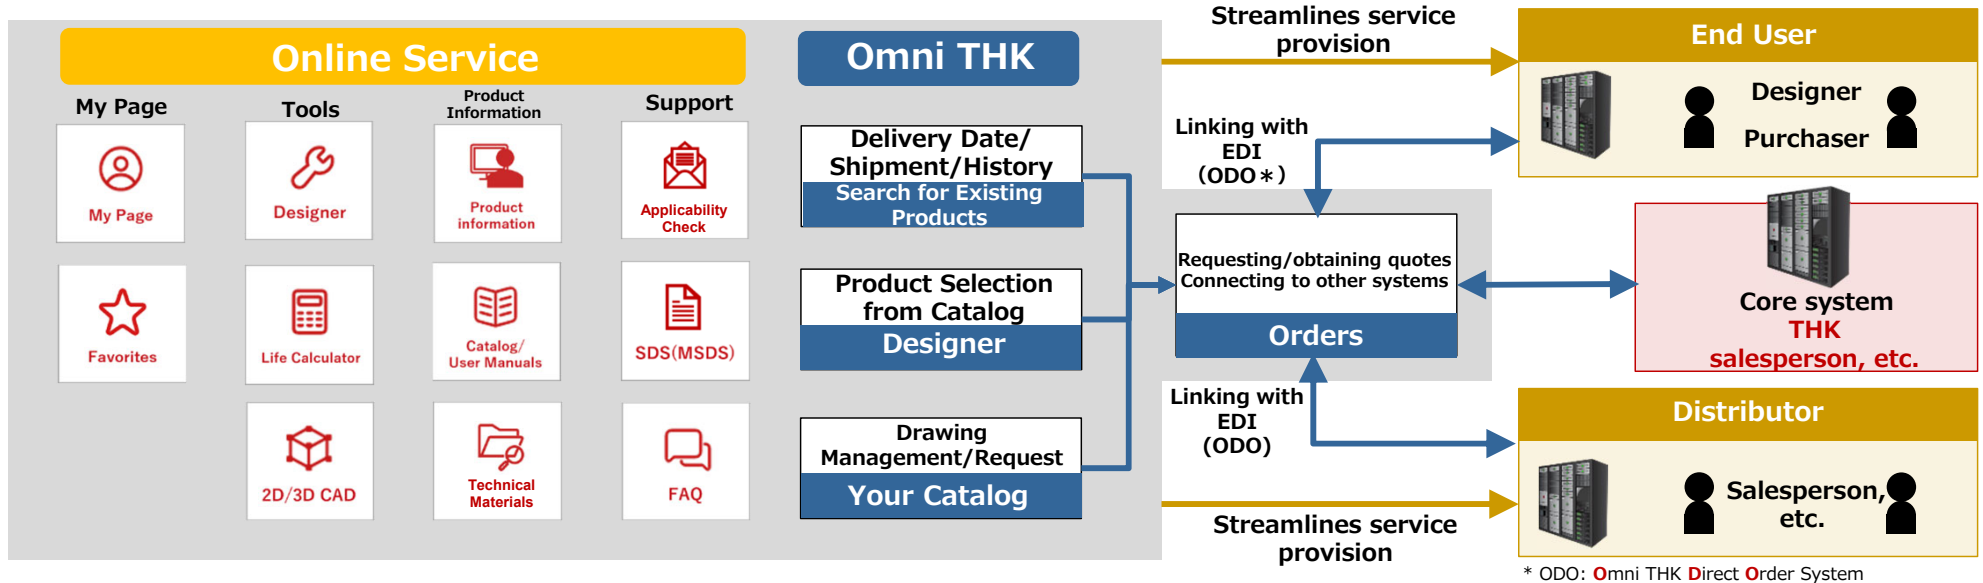 Online Service
My Page
Tools
Product
Information
Support
My Page
Designer
Product
information
Applicability
Check
Favorites
Life Calculator
Catalog/
User Manuals
SDS(MSDS)
2D/3D CAD
Technical
Materials
FAQ
Omni THK
Delivery Date/
Shipment/History
Search for Existing
Products
Product Selection
from Catalog
Designer
Drawing
Management/Request
Your Catalog
Streamlines service
provision
Linking with
EDI
(ODO*)
Requesting/obtaining quotes
Connecting to other systems
Orders
Linking with
EDI
(ODO)
Streamlines service
provision
End User
Designer
Purchaser
Core system
THK
salesperson, etc.
Distributor
Salesperson,
etc.
* ODO: Omni THK Direct Order System